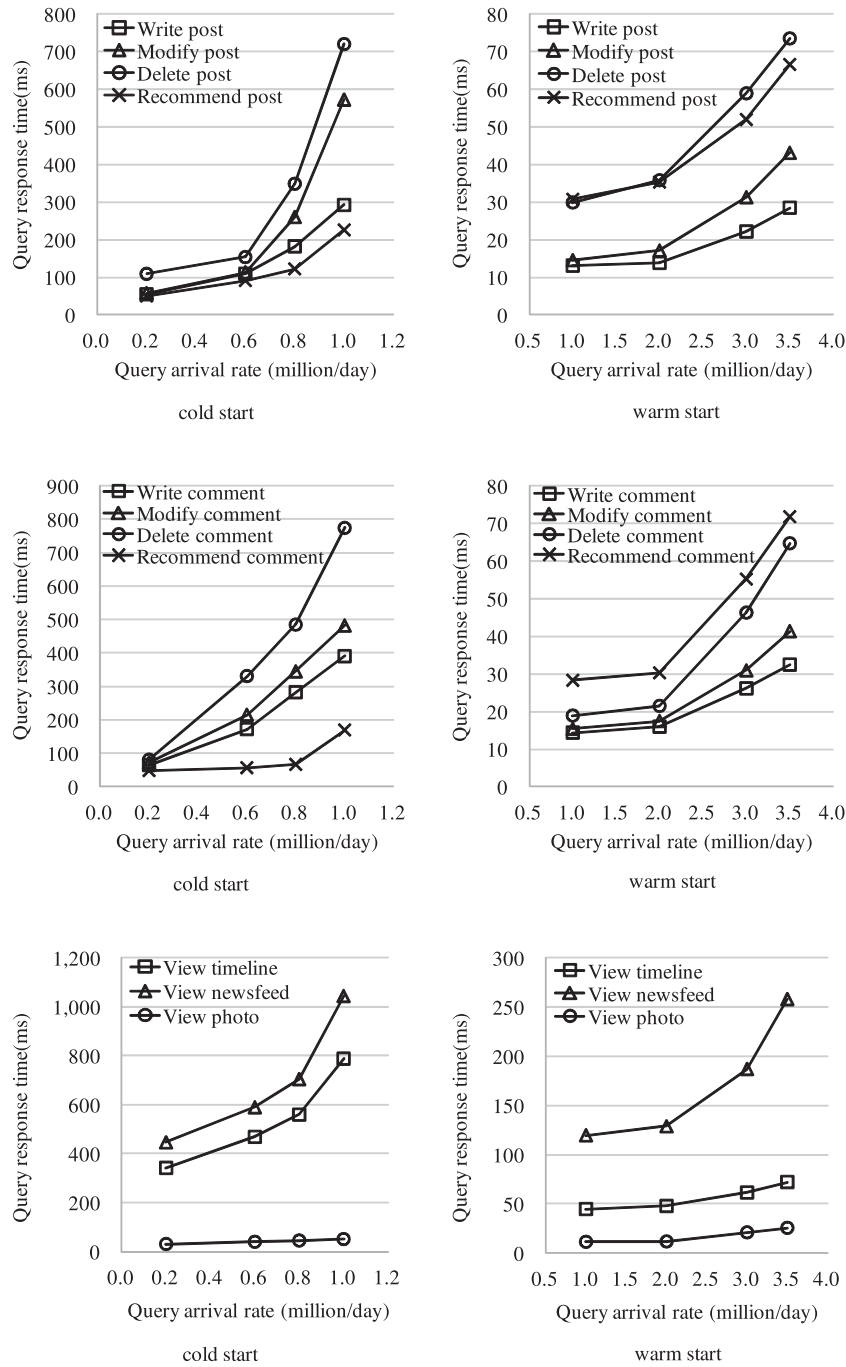 Write post
Modify post
Delete post
Recommend post
Query response time(ms)
800
700
600
500
400
300
200
100
0
0.0 0.2 0.4 0.6 0.8 1.0 1.2
Query arrival rate (million/day)
cold start
Write post
Modify post
Delete post
Recommend post
Query response time(ms)
80
70
60
50
40
30
20
10
0
0.5 1.0 1.5 2.0 2.5 3.0 3.5 4.0
Query arrival rate (million/day)
warm start
Write comment
Modify comment
Delete comment
Recommend comment
Query response time(ms)
900
800
700
600
500
400
300
200
100
0
0.0 0.2 0.4 0.6 0.8 1.0 1.2
Query arrival rate (million/day)
cold start
Write comment
Modify comment
Delete comment
Recommend comment
Query response time(ms)
80
70
60
50
40
30
20
10
0
0.5 1.0 1.5 2.0 2.5 3.0 3.5 4.0
Query arrival rate (million/day)
warm start
View timeline
View newsfeed
View photo
Query response time(ms)
1,200
1,000
800
600
400
200
0
0.0 0.2 0.4 0.6 0.8 1.0 1.2
Query arrival rate (million/day)
cold start
View timeline
View newsfeed
View photo
Query response time(ms)
300
250
200
150
100
50
0
0.5 1.0 1.5 2.0 2.5 3.0 3.5 4.0
Query arrival rate (million/day)
warm start